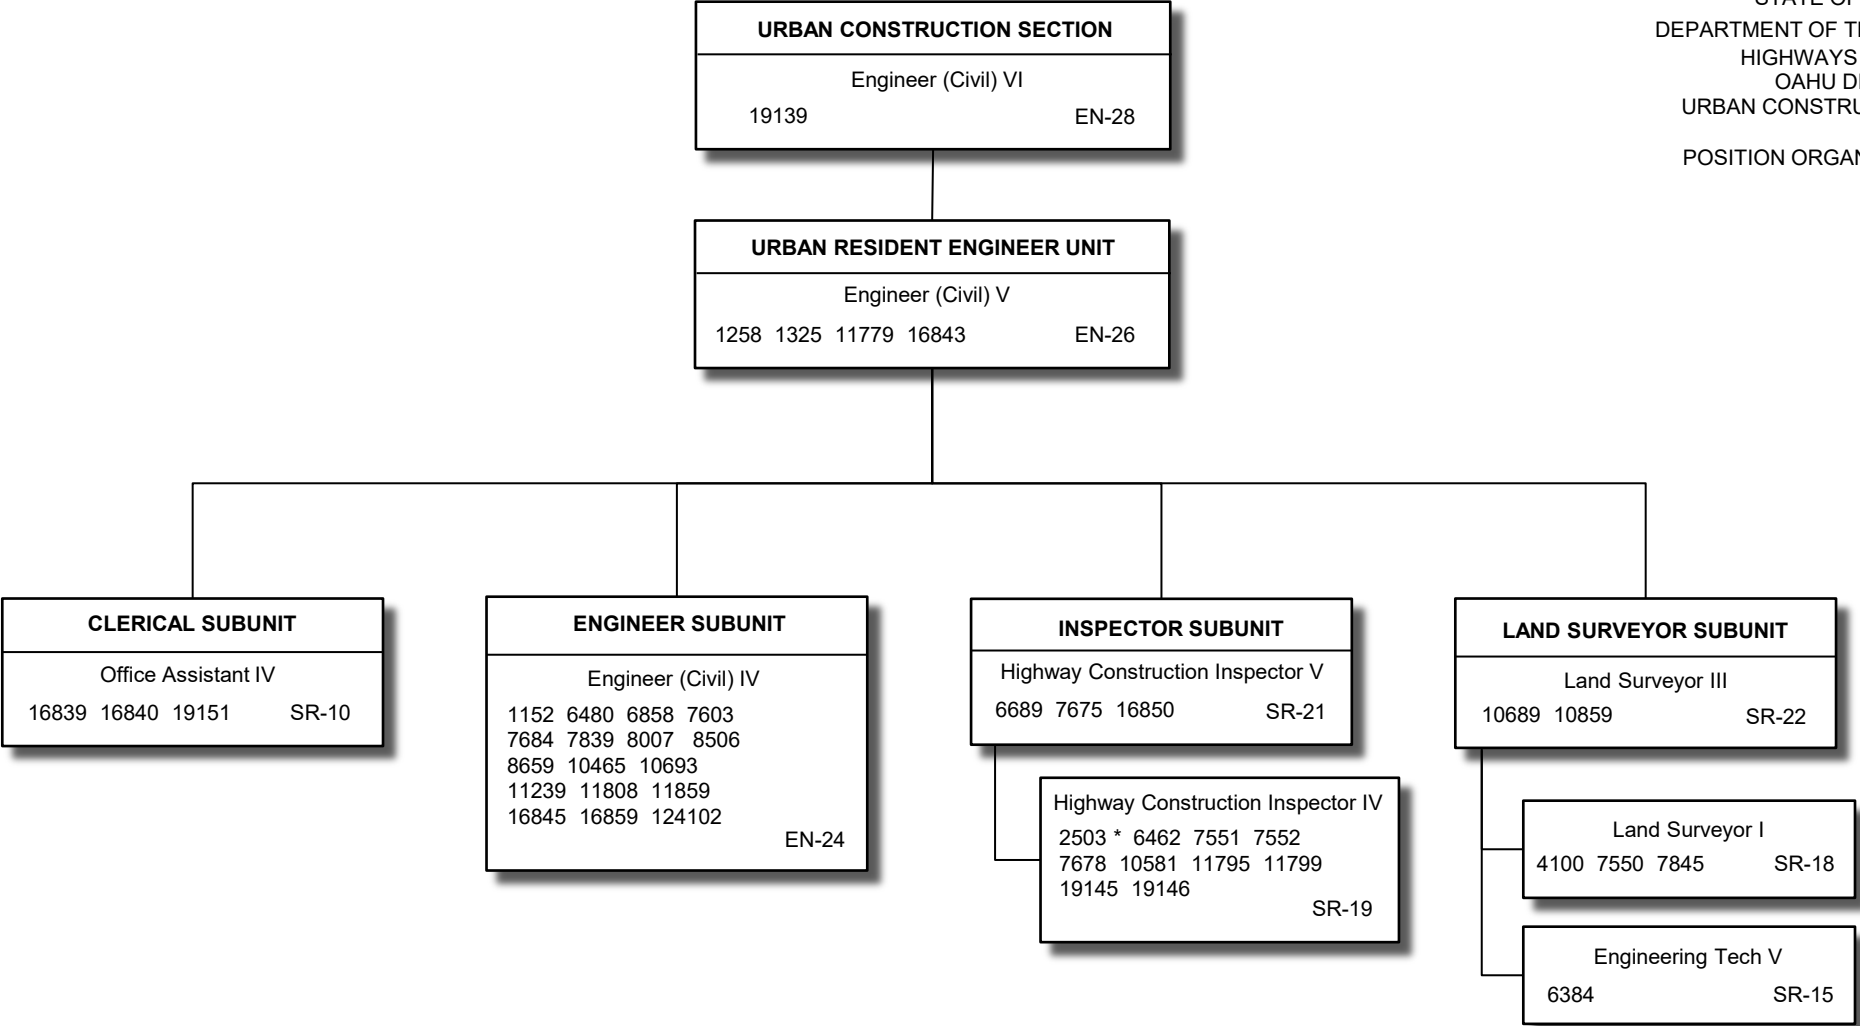 URBAN CONSTRUCTION SECTION
Engineer (Civil) VI
19139 EN-28
STATE OF
DEPARTMENT OF
HIGHWAYS
OAHU
URBAN
POSITION
URBAN RESIDENT ENGINEER UNIT
Engineer (Civil) V
1258 1325 11779 16843 EN-26
CLERICAL SUBUNIT
Office Assistant IV
16839 16840 19151 SR-10
ENGINEER SUBUNIT
Engineer (Civil) IV
1152 6480 6858 7603
7684 7839 8007 8506
8659 10465 10693
11239 11808 11859
16845 16859 124102
EN-24
INSPECTOR SUBUNIT
Highway Construction Inspector V
6689 7675 16850 SR-21
Highway Construction Inspector IV
2503 * 6462 7551 7552
7678 10581 11795 11799
19145 19146
SR-19
LAND SURVEYOR SUBUNIT
Land Surveyor III
10689 10859 SR-22
Land Surveyor I
4100 7550 7845 SR-18
Engineering Tech V
6384 SR-15